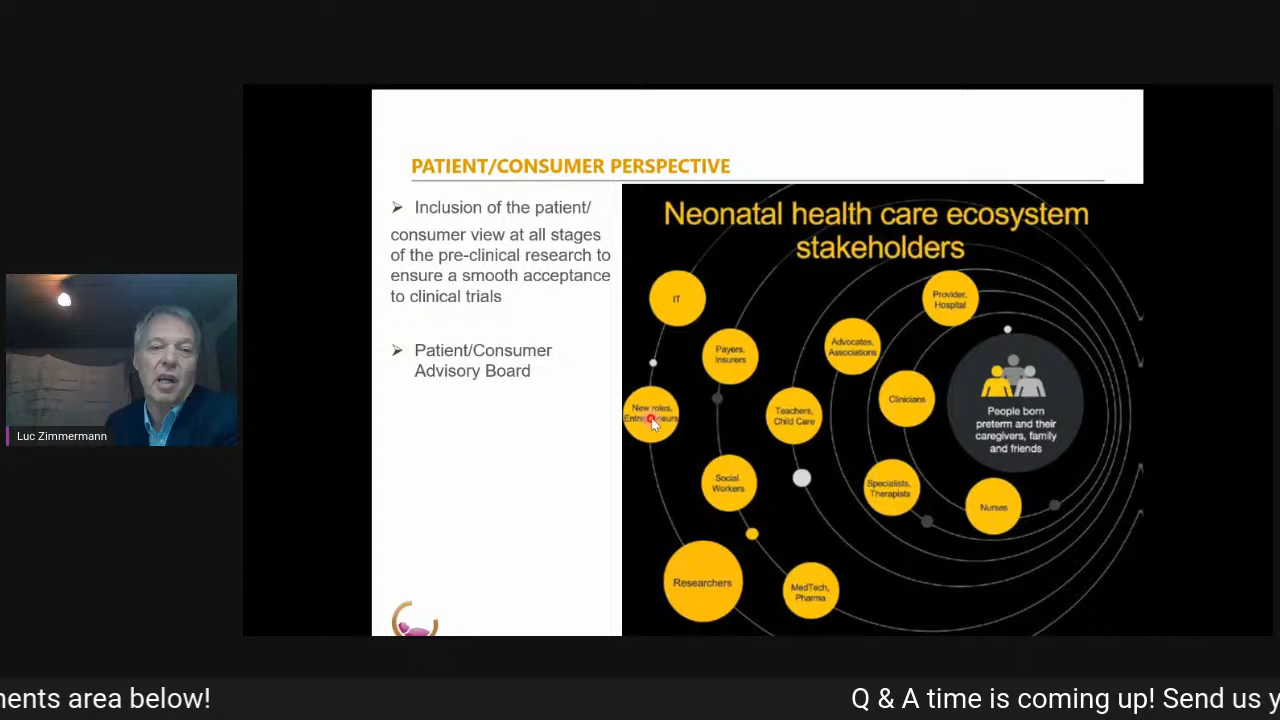 PATIENT/CONSUMER PERSPECTIVE
➢ Inclusion of the patient/
consumer view at all stages
of the pre-clinical research to
ensure a smooth acceptance
to clinical trials
➢ Patient/Consumer
Advisory Board
Neonatal health care ecosystem
stakeholders
IT
Provider,
Hospital
Payers,
Insurers
Advocates,
Associations
Clinicians
New roles,
Entrepreneurs
Teachers,
Child Care
People born
preterm and their
caregivers, family
and friends
Social
Workers
Specialists,
Therapists
Nurses
Researchers
MedTech,
Pharma
Luc Zimmermann
nents area below!
Q & A time is coming up! Send us y